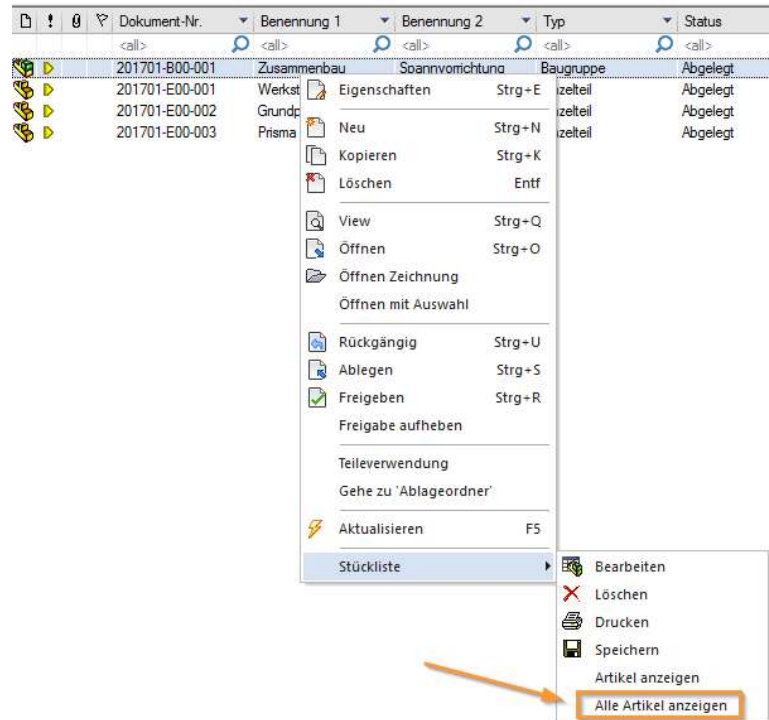 ! Dokument-Nr. Benennung 1 Benennung 2 Typ Status
<all> <all> <all> <all> <all>
201701-B00-001 Zusammenbau Spannvorrichtung Baugruppe Abgelegt
201701-E00-001 Werkst zelteil Abgelegt
201701-E00-002 Grundp zelteil Abgelegt
201701-E00-003 Prisma zelteil Abgelegt
Eigenschaften Strg+E
Neu Strg+N
Kopieren Strg+K
Löschen Entf
View Strg+Q
Öffnen Strg+O
Öffnen Zeichnung
Öffnen mit Auswahl
Rückgängig Strg+U
Ablegen Strg+S
Freigeben Strg+R
Freigabe aufheben
Teileverwendung
Gehe zu 'Ablageordner'
Aktualisieren F5
Stückliste
Bearbeiten
Löschen
Drucken
Speichern
Artikel anzeigen
Alle Artikel anzeigen